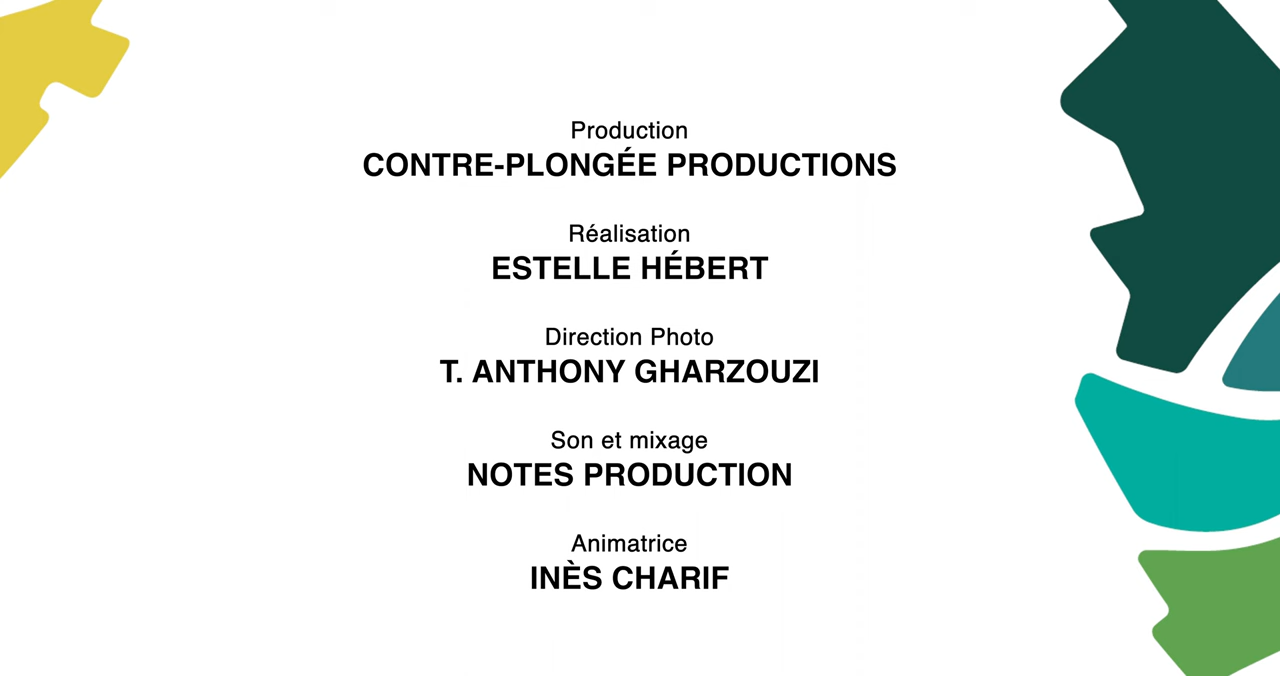 Production
CONTRE-PLONGÉE PRODUCTIONS
Réalisation
ESTELLE HÉBERT
Direction Photo
T. ANTHONY GHARZOUZI
Son et mixage
NOTES PRODUCTION
Animatrice
INÈS CHARIF